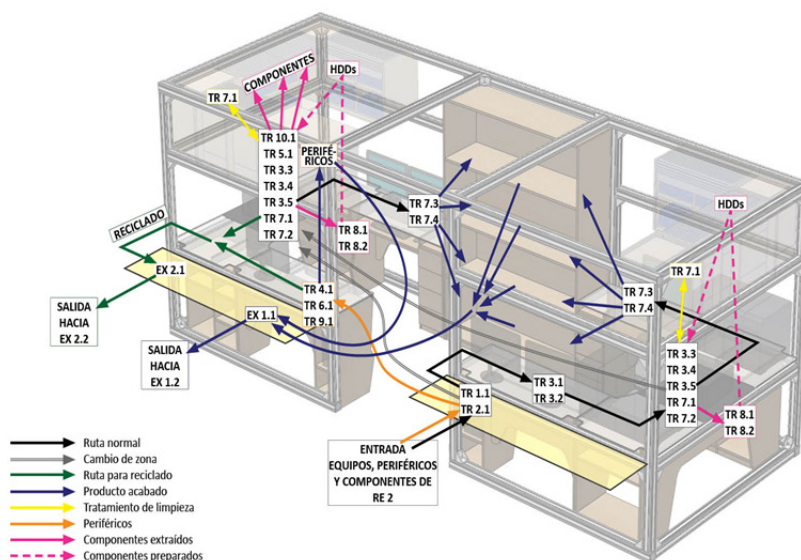 COMPONENTES
HDDs
TR 7.1
TR 10.1
TR 5.1
TR 3.3
TR 3.4
TR 3.5
TR 7.1
TR 7.2
PERIFÉ-
RICOS
TR 7.3
TR 7.4
TR 8.1
TR 8.2
RECICLADO
EX 2.1
SALIDA
HACIA
EX 2.2
TR 4.1
TR 6.1
TR 9.1
EX 1.1
SALIDA
HACIA
EX 1.2
HDDs
TR 7.1
TR 7.3
TR 7.4
TR 3.3
TR 3.4
TR 3.5
TR 7.1
TR 7.2
TR 8.1
TR 8.2
TR 3.1
TR 3.2
TR 1.1
TR 2.1
ENTRADA
EQUIPOS, PERIFÉRICOS
Y COMPONENTES DE
RE 2
Ruta normal
Cambio de zona
Ruta para reciclado
Producto acabado
Tratamiento de limpieza
Periféricos
Componentes extraídos
Componentes preparados